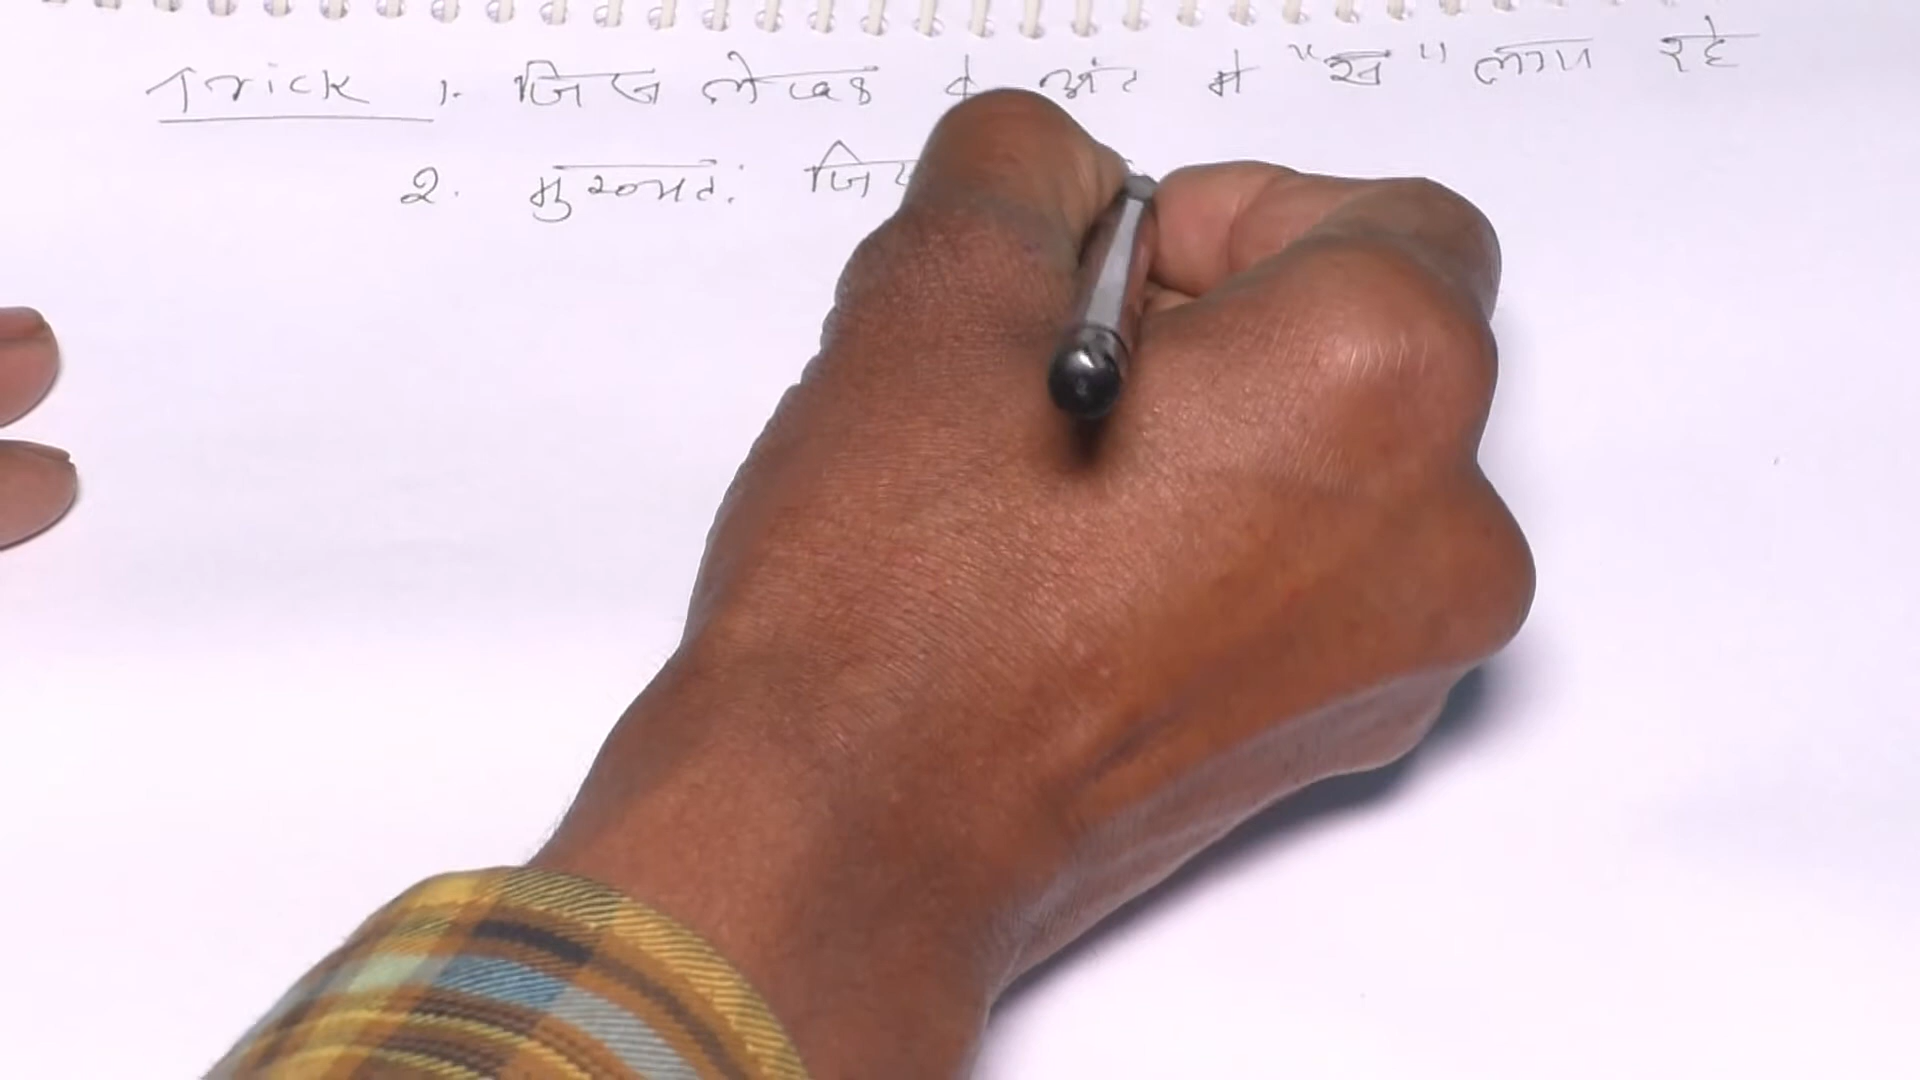 Trick 1. जिस लेखक के अंत में "ख" लगा रहे
2. मुख्यतः जिस